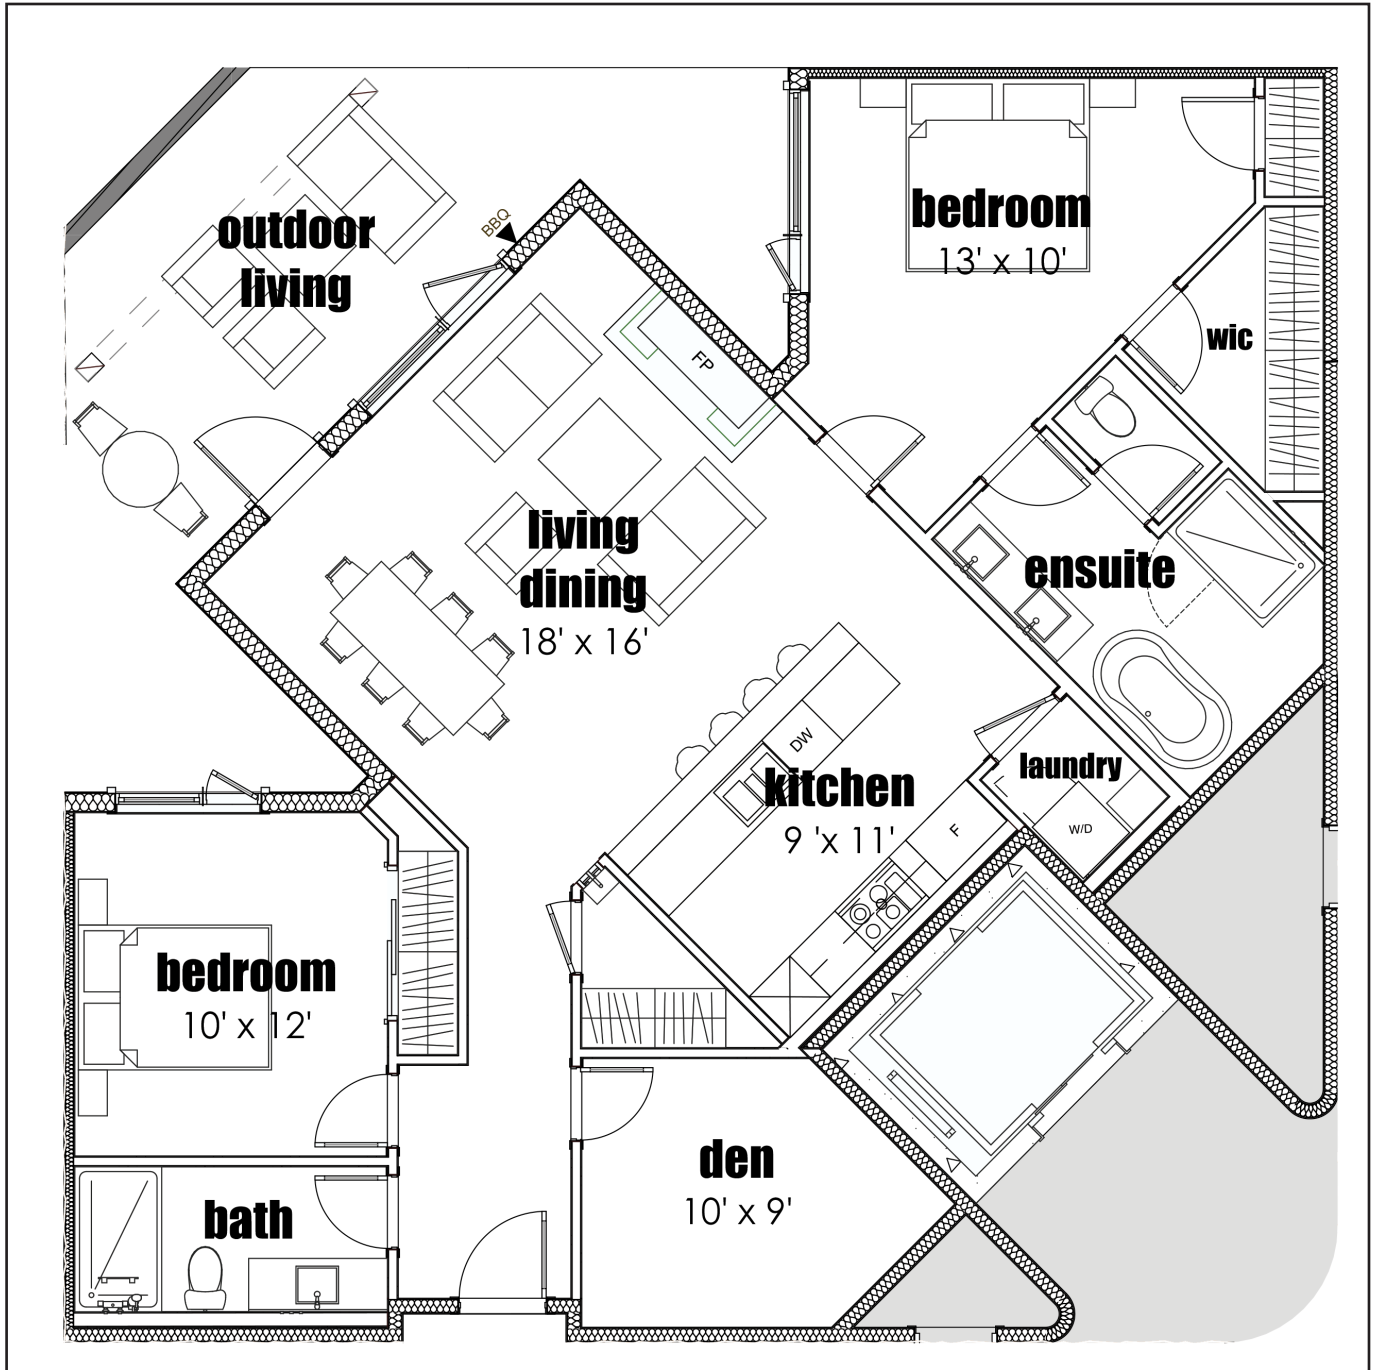 bedroom
13' x 10'
outdoor
living
BBQ
wic
FP
living
dining
18' x 16'
ensuite
DW
kitchen
9 'x 11'
laundry
F
W/D
bedroom
10' x 12'
den
10' x 9'
bath